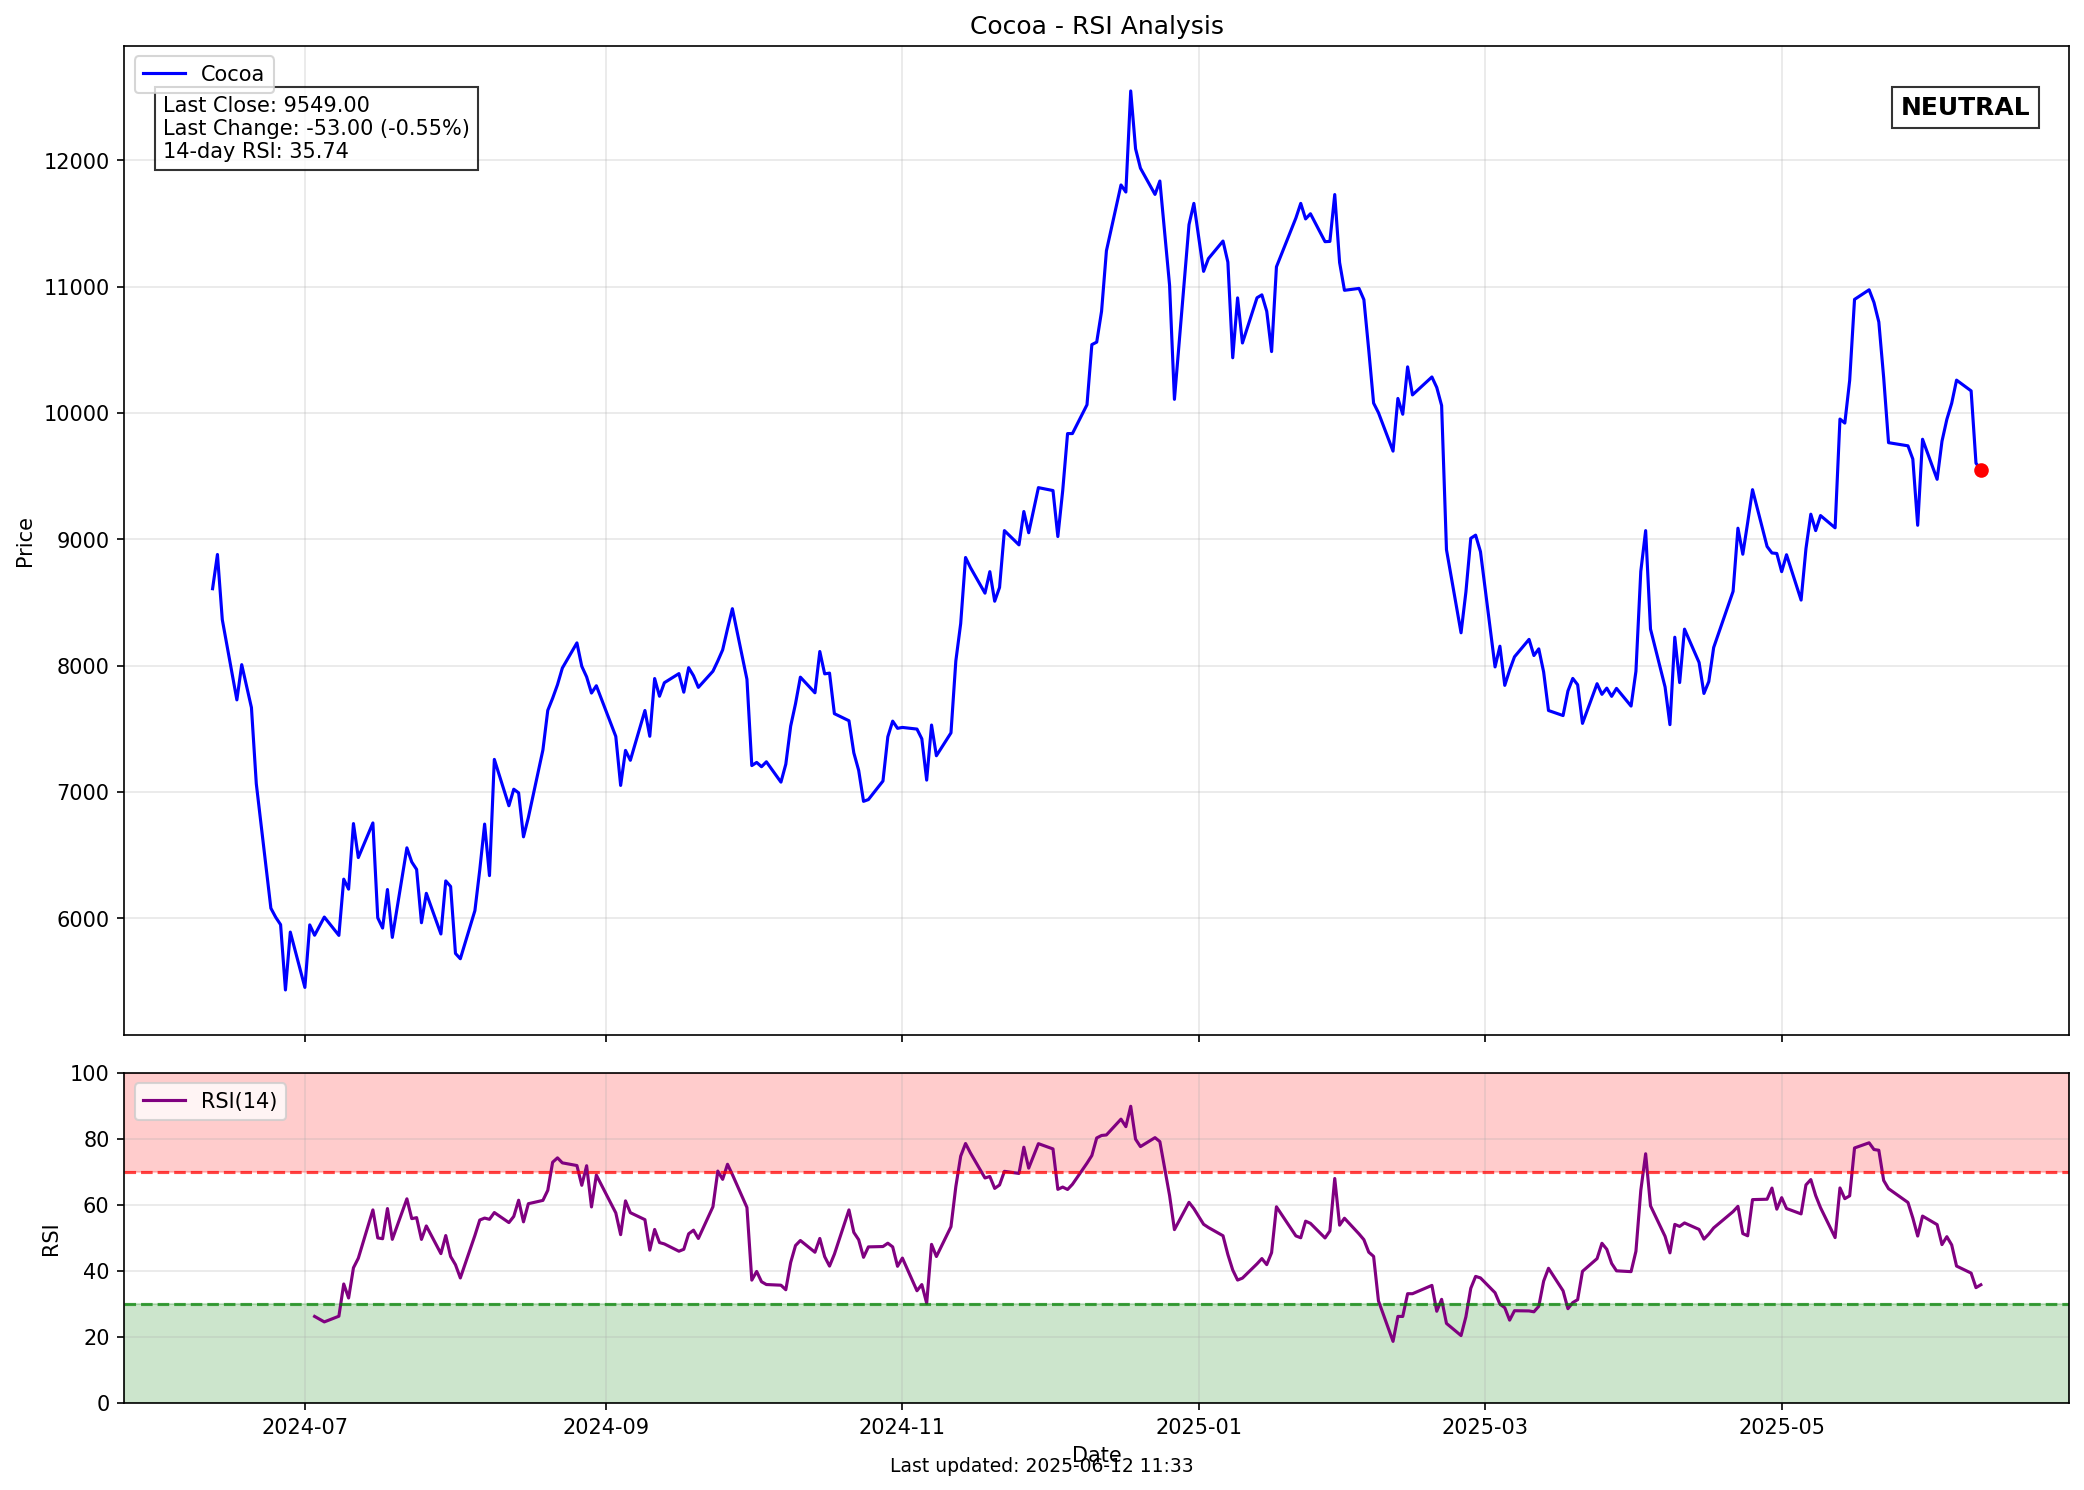 Cocoa - RSI Analysis
Cocoa
Last Close: 9549.00
Last Change: -53.00 (-0.55%)
14-day RSI: 35.74
NEUTRAL
12000
11000
10000
9000
8000
7000
6000
Price
RSI(14)
100
80
60
40
20
0
RSI
2024-07
2024-09
2024-11
2025-01
2025-03
2025-05
Date
Last updated: 2025-06-12 11:33